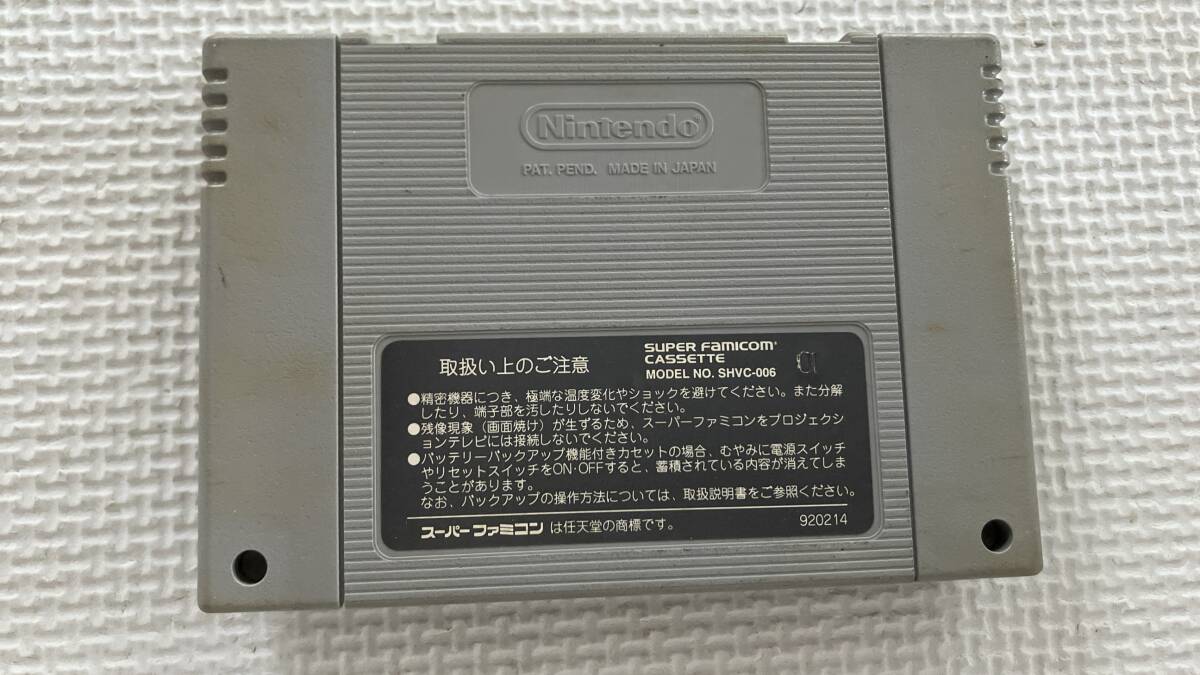 Nintendo
PAT. PEND. MADE IN JAPAN
取扱い上のご注意
SUPER FAMICOM
CASSETTE
MODEL NO. SHVC-006
●精密機器につき、極端な温度変化やショックを避けてください。また分解
したり、端子部を汚したりしないでください。
●残像現象（画面焼け）が生ずるため、スーパーファミコンをプロジェクシ
ョンテレビには接続しないでください。
●バッテリーバックアップ機能付きカセットの場合、むやみに電源スイッチ
やリセットスイッチをON・OFFすると、蓄積されている内容が消えてしま
うことがあります。
なお、バックアップの操作方法については、取扱説明書をご参照ください。
スーパーファミコン は任天堂の商標です。
920214